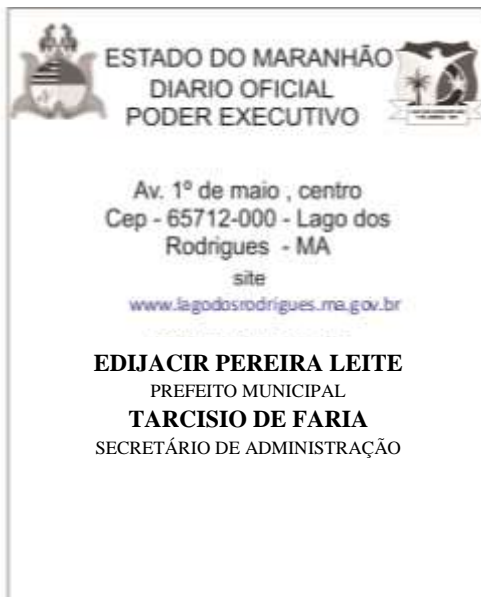 ESTADO DO MARANHÃO
DIARIO OFICIAL
PODER EXECUTIVO
Av. 1º de maio , centro
Cep - 65712-000 - Lago dos
Rodrigues - MA
site
www.lagodosrodrigues.ma.gov.br
EDIJACIR PEREIRA LEITE
PREFEITO MUNICIPAL
TARCISIO DE FARIA
SECRETÁRIO DE ADMINISTRAÇÃO